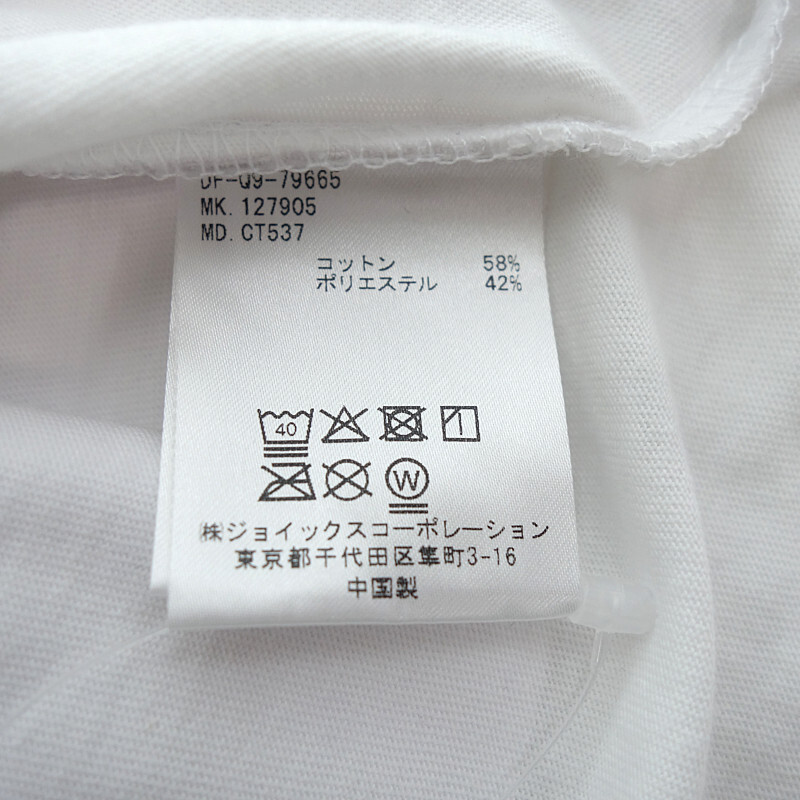 DF-Q9-79665
MK. 127905
MD. CT537
コットン 58%
ポリエステル 42%
40
W
㈱ジョイックスコーポレーション
東京都千代田区隼町3-16
中国製